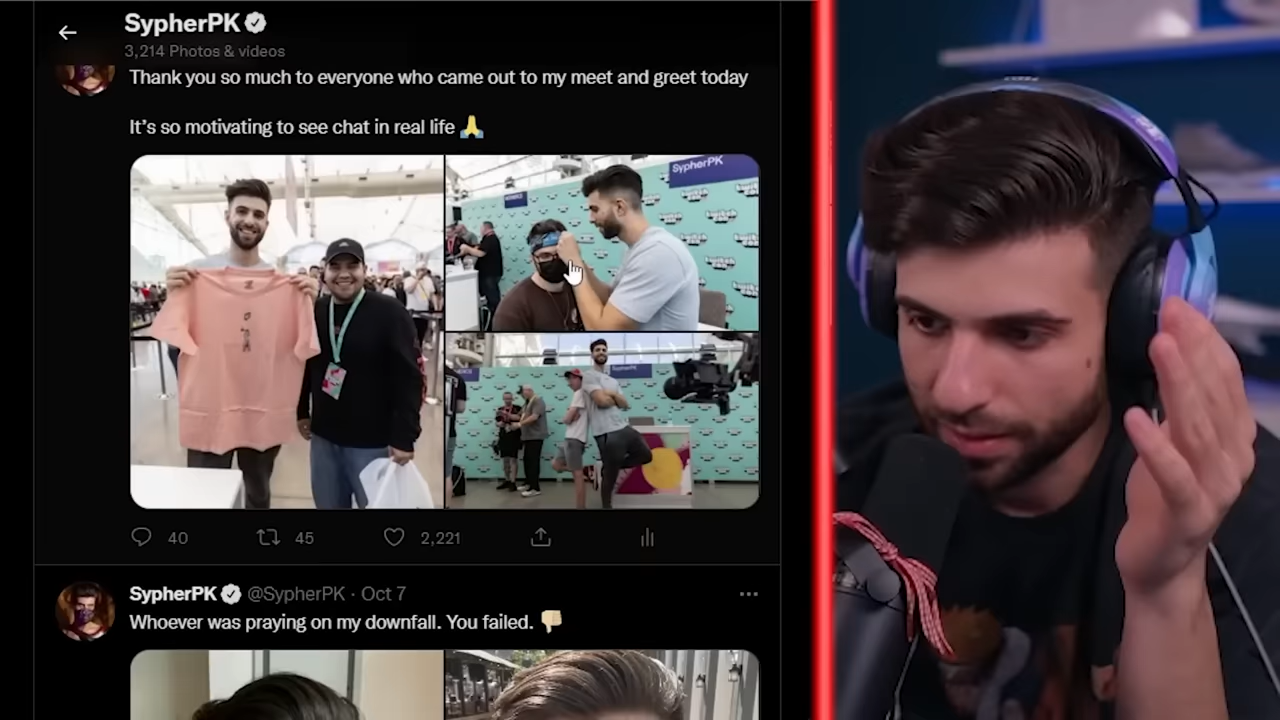 SypherPK
3,214 Photos & videos
Thank you so much to everyone who came out to my meet and greet today
It's so motivating to see chat in real life 🙏
SypherPK
SypherPK
40 45 2,221
SypherPK @SypherPK · Oct 7
Whoever was praying on my downfall. You failed. 👎